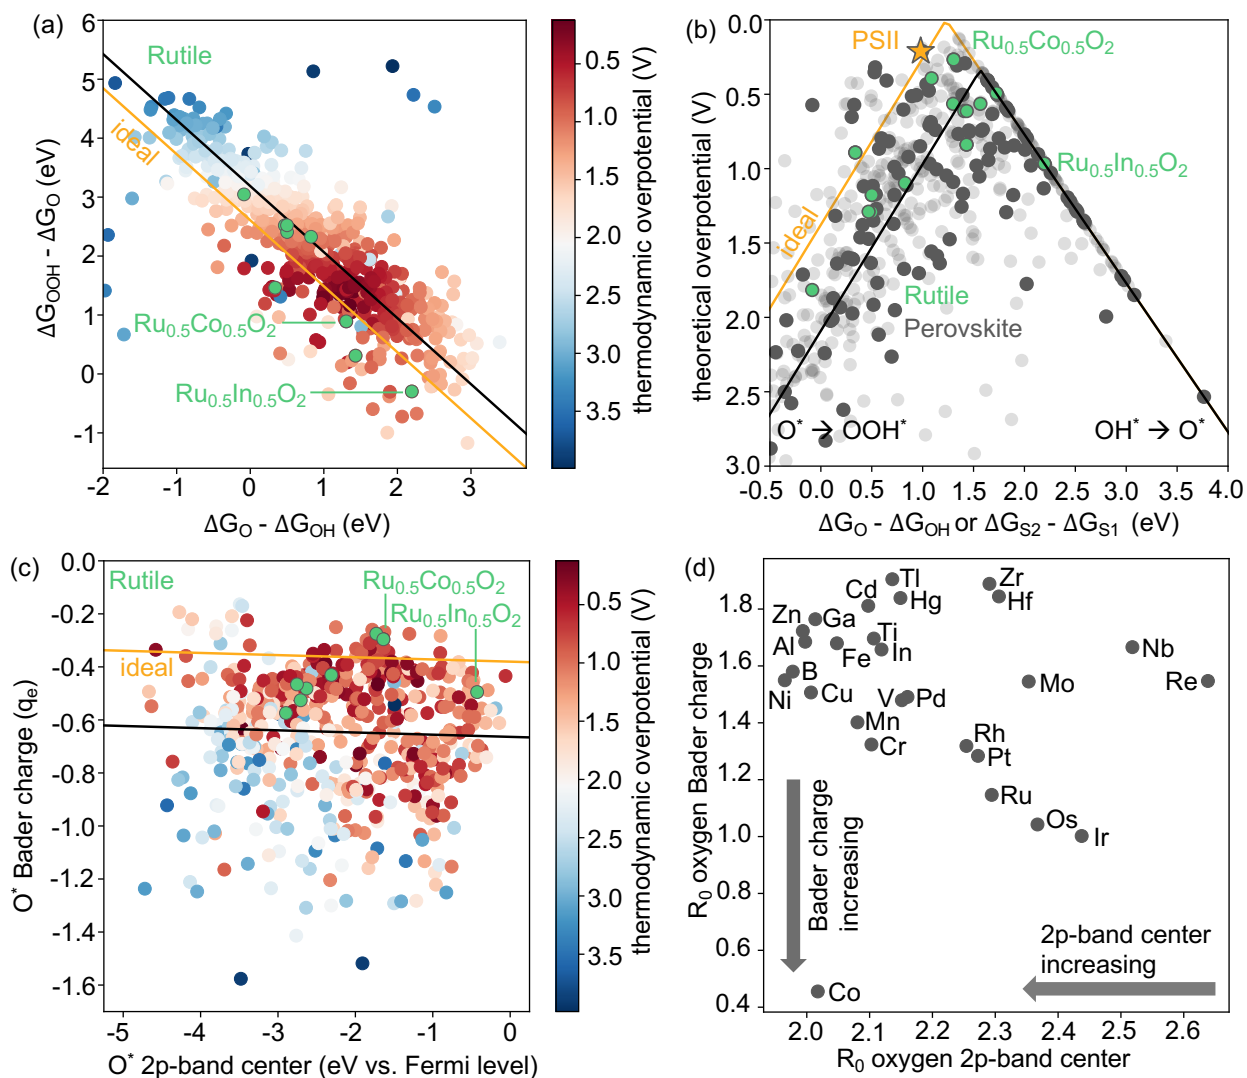 (a)
Rutile
ideal
Ru0.5Co0.5O2
Ru0.5In0.5O2
6
5
4
3
2
1
0
-1
-2
-1
0
1
2
3
ΔGOOH - ΔGO (eV)
ΔGO - ΔGOH (eV)
0.5
1.0
1.5
2.0
2.5
3.0
3.5
thermodynamic overpotential (V)
(b)
PSII
Ru0.5Co0.5O2
Ru0.5In0.5O2
ideal
Rutile
Perovskite
O* → OOH*
OH* → O*
0.0
0.5
1.0
1.5
2.0
2.5
3.0
-0.5
0.0
0.5
1.0
1.5
2.0
2.5
3.0
3.5
4.0
theoretical overpotential (V)
ΔGO - ΔGOH or ΔGS2 - ΔGS1 (eV)
(c)
Rutile
Ru0.5Co0.5O2
Ru0.5In0.5O2
ideal
0.0
-0.2
-0.4
-0.6
-0.8
-1.0
-1.2
-1.4
-1.6
-5
-4
-3
-2
-1
0
O* Bader charge (qe)
O* 2p-band center (eV vs. Fermi level)
0.5
1.0
1.5
2.0
2.5
3.0
3.5
thermodynamic overpotential (V)
(d)
Tl
Zr
Cd
Hg
Hf
Zn
Ga
Al
Ti
Fe
In
Nb
B
Ni
Cu
V
Pd
Mo
Re
Mn
Cr
Rh
Pt
Ru
Os
Ir
Co
Bader charge
increasing
2p-band center
increasing
1.8
1.6
1.4
1.2
1.0
0.8
0.6
0.4
2.0
2.1
2.2
2.3
2.4
2.5
2.6
R0 oxygen Bader charge
R0 oxygen 2p-band center